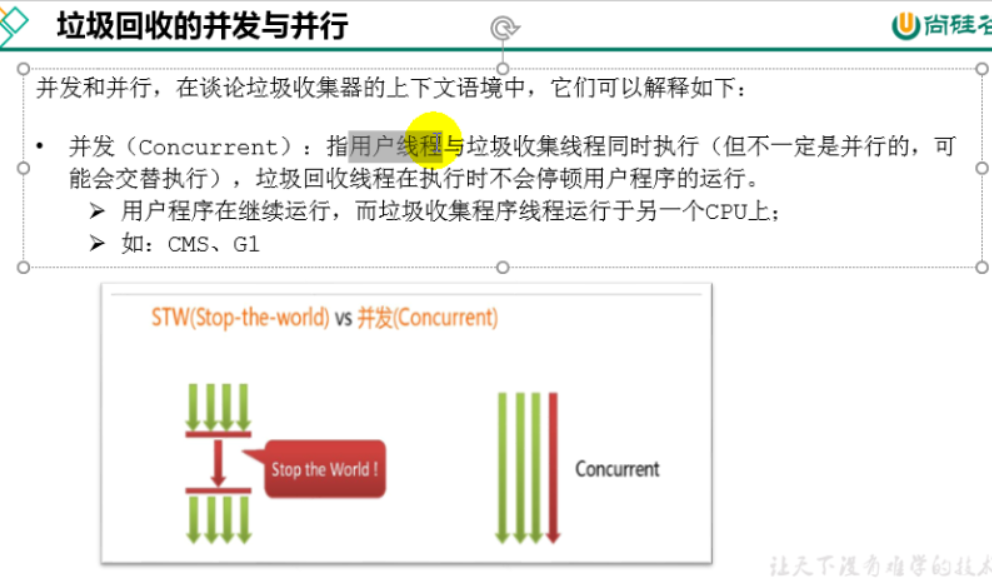 垃圾回收的并发与并行
尚硅谷
并发和并行，在谈论垃圾收集器的上下文语境中，它们可以解释如下：
• 并发（Concurrent）：指用户线程与垃圾收集线程同时执行（但不一定是并行的，可
能会交替执行），垃圾回收线程在执行时不会停顿用户程序的运行。
➢ 用户程序在继续运行，而垃圾收集程序线程运行于另一个CPU上；
➢ 如：CMS、G1
STW(Stop-the-world) vs 并发(Concurrent)
Stop the World !
Concurrent
让天下没有难学的技术